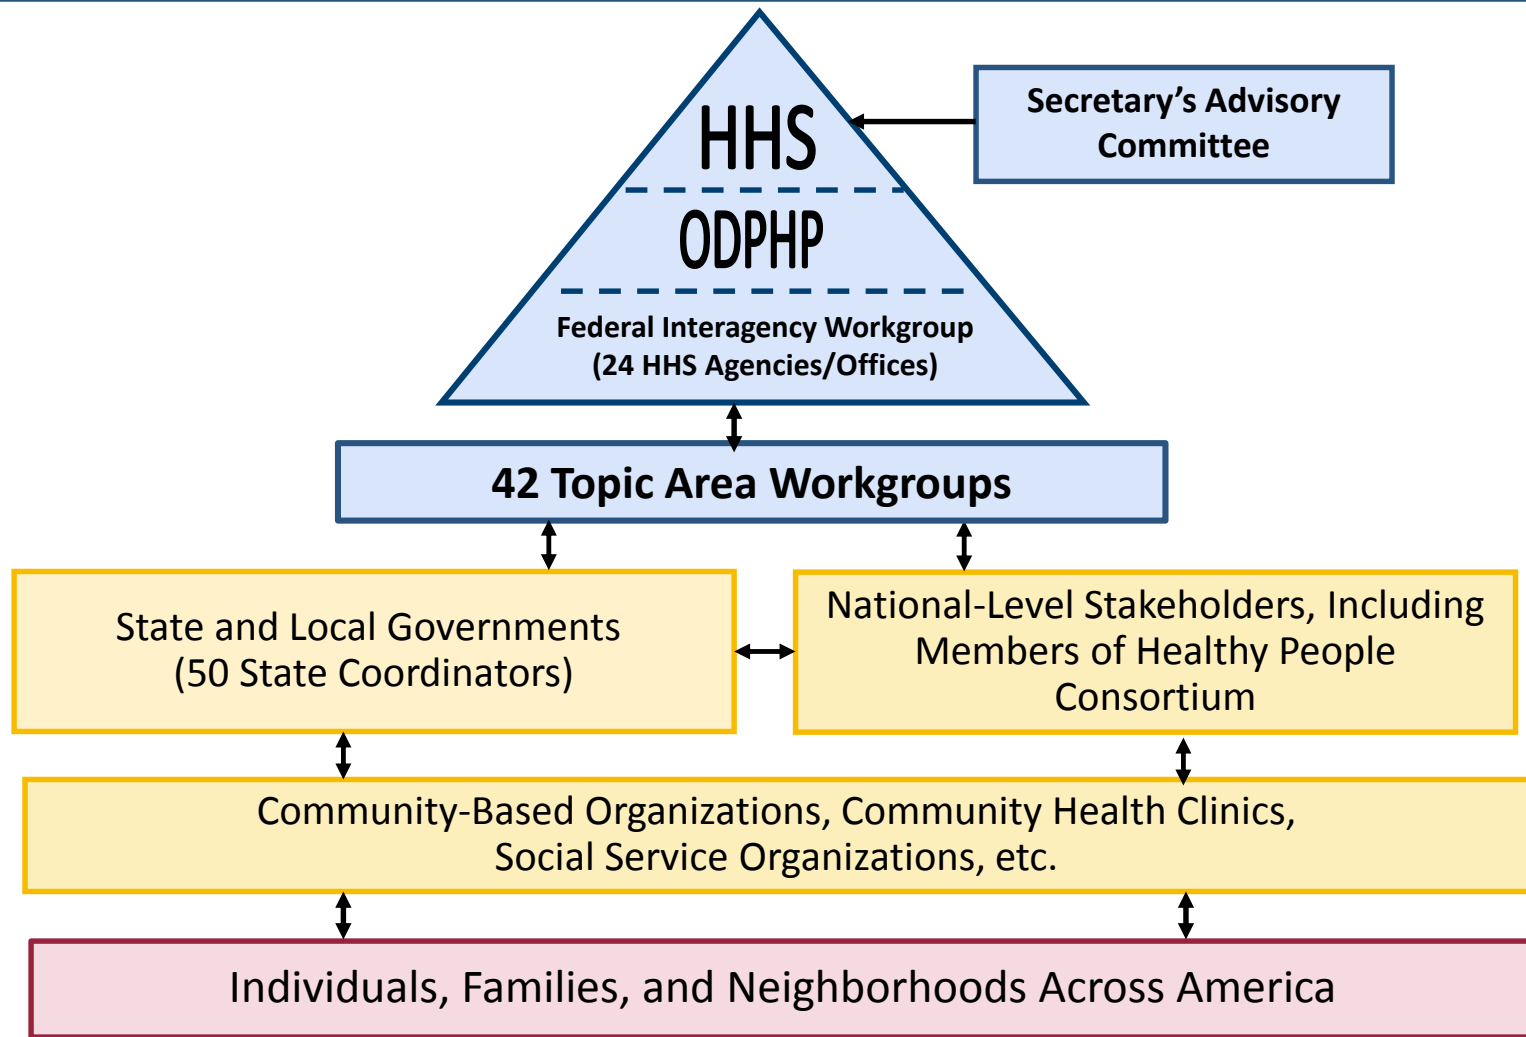 HHS
Secretary’s Advisory
Committee
ODPHP
Federal Interagency Workgroup
(24 HHS Agencies/Offices)
42 Topic Area Workgroups
State and Local Governments
(50 State Coordinators)
National-Level Stakeholders, Including
Members of Healthy People
Consortium
Community-Based Organizations, Community Health Clinics,
Social Service Organizations, etc.
Individuals, Families, and Neighborhoods Across America